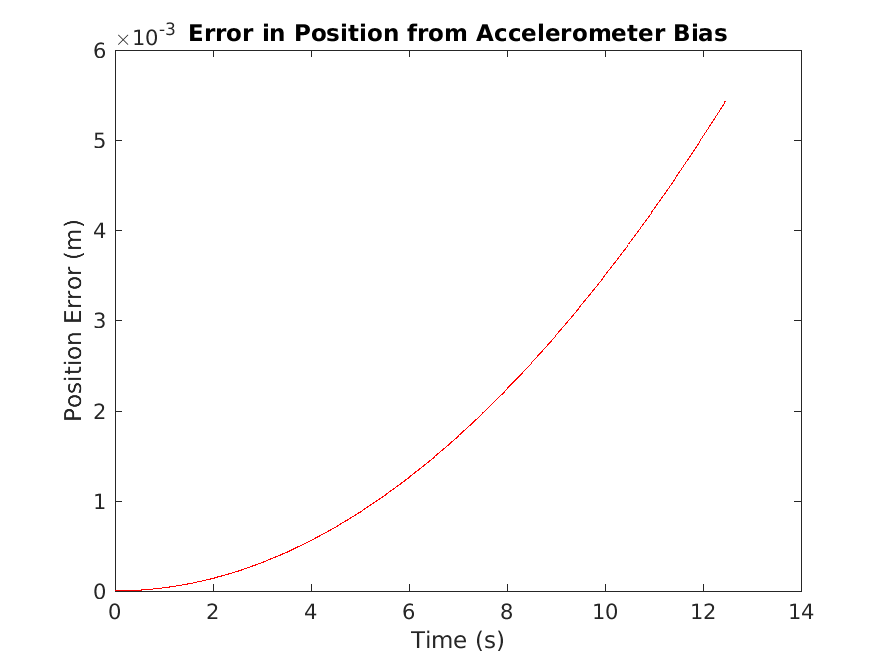 ×10⁻³ Error in Position from Accelerometer Bias
6
5
4
3
2
1
0
Position Error (m)
0 2 4 6 8 10 12 14
Time (s)